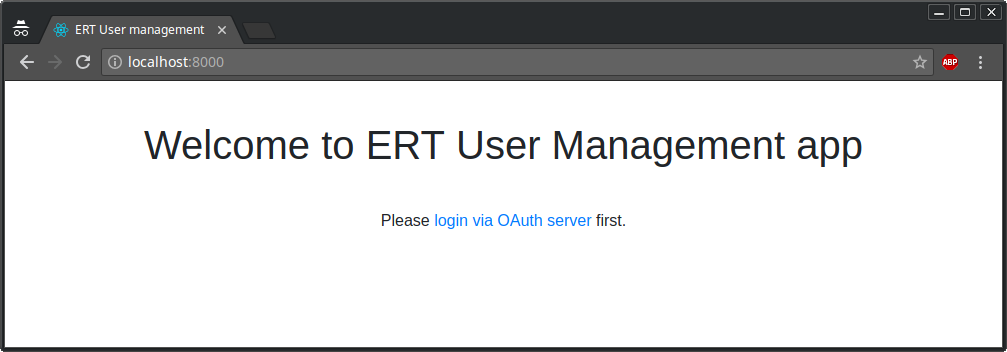 ERT User management
localhost:8000
ABP
Welcome to ERT User Management app
Please login via OAuth server first.